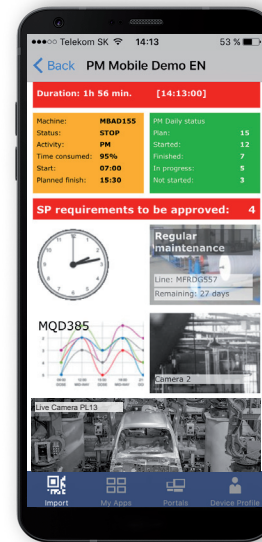 ●●●○○ Telekom SK 14:13 53 %
Back PM Mobile Demo EN
Duration: 1h 56 min. [14:13:00]
Machine: MBAD155
Status: STOP
Activity: PM
Time consumed: 95%
Start: 07:00
Planned finish: 15:30
PM Daily status
Plan: 15
Started: 12
Finished: 7
In progress: 5
Not started: 3
SP requirements to be approved: 4
Regular
maintenance
Line: MFRDG557
Remaining: 27 days
MQD385
Camera 2
Live Camera PL13
Import My Apps Portals Device Profile